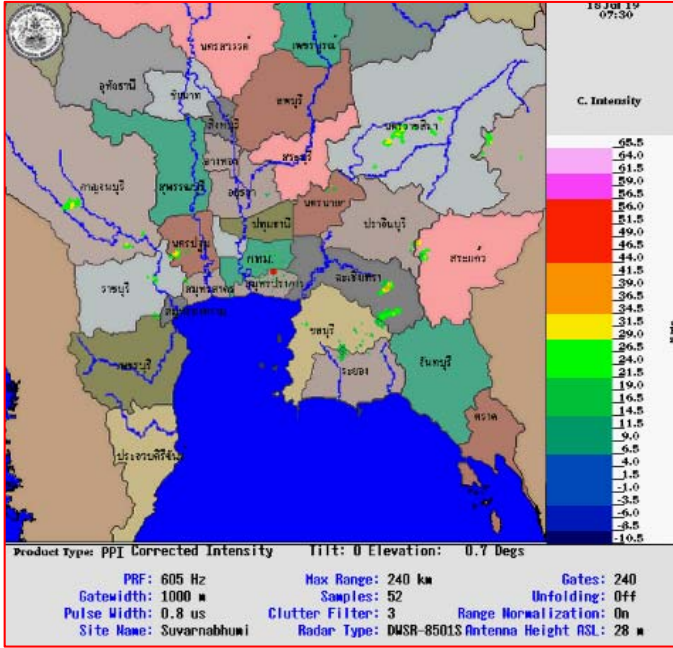 18 Jul 19
07:30
C. Intensity
นครสวรรค์
เพชรบูรณ์
อุทัยธานี
ชัยนาท
ลพบุรี
สิงห์บุรี
นครราชสีมา
อ่างทอง
สระบุรี
กาญจนบุรี
สุพรรณบุรี
อยุธยา
นครนายก
ปทุมธานี
ปราจีนบุรี
นครปฐม
กทม.
สระแก้ว
ฉะเชิงเทรา
ราชบุรี
สมุทรสาคร
สมุทรปราการ
สมุทรสงคราม
ชลบุรี
เพชรบุรี
ระยอง
จันทบุรี
ตราด
ประจวบคีรีขันธ์
65.5
64.0
61.5
59.0
56.5
54.0
51.5
49.0
46.5
44.0
41.5
39.0
36.5
34.0
31.5
29.0
26.5
24.0
21.5
19.0
16.5
14.5
11.5
9.0
6.5
4.0
1.5
-1.0
-3.5
-6.0
-8.5
-10.5
Product Type: PPI Corrected Intensity Tilt: 0 Elevation: 0.7 Degs
PRF: 605 Hz Max Range: 240 km Gates: 240
Gatewidth: 1000 m Samples: 52 Unfolding: Off
Pulse Width: 0.8 us Clutter Filter: 3 Range Normalization: On
Site Name: Suvarnabhumi Radar Type: DWSR-8501S Antenna Height ASL: 28 m